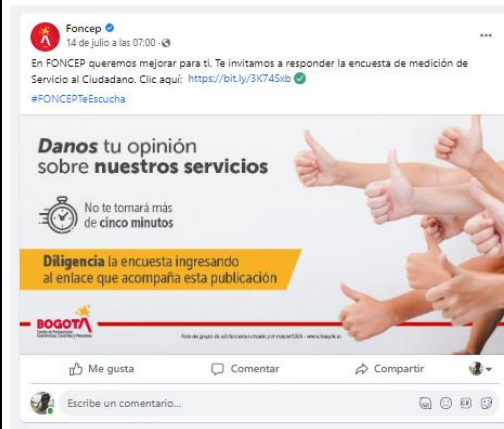 Foncep
14 de julio a las 07:00 ·
En FONCEP queremos mejorar para ti. Te invitamos a responder la encuesta de medición de
Servicio al Ciudadano. Clic aquí: https://bit.ly/3K74Sxb
#FONCEPTeEscucha
Danos tu opinión
sobre nuestros servicios
No te tomará más
de cinco minutos
Diligencia la encuesta ingresando
al enlace que acompaña esta publicación
BOGOTÁ
Me gusta
Comentar
Compartir
Escribe un comentario...